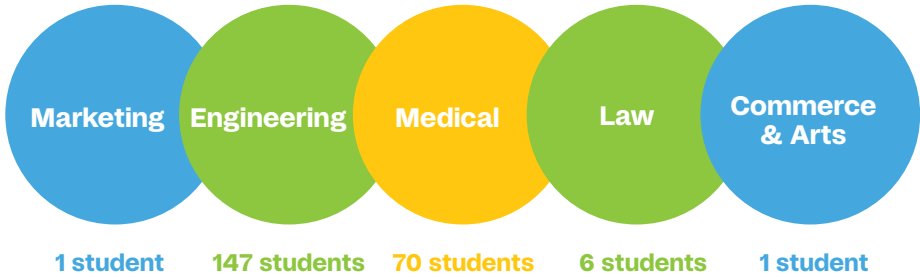 Marketing
Engineering
Medical
Law
Commerce
& Arts
1 student
147 students
70 students
6 students
1 student